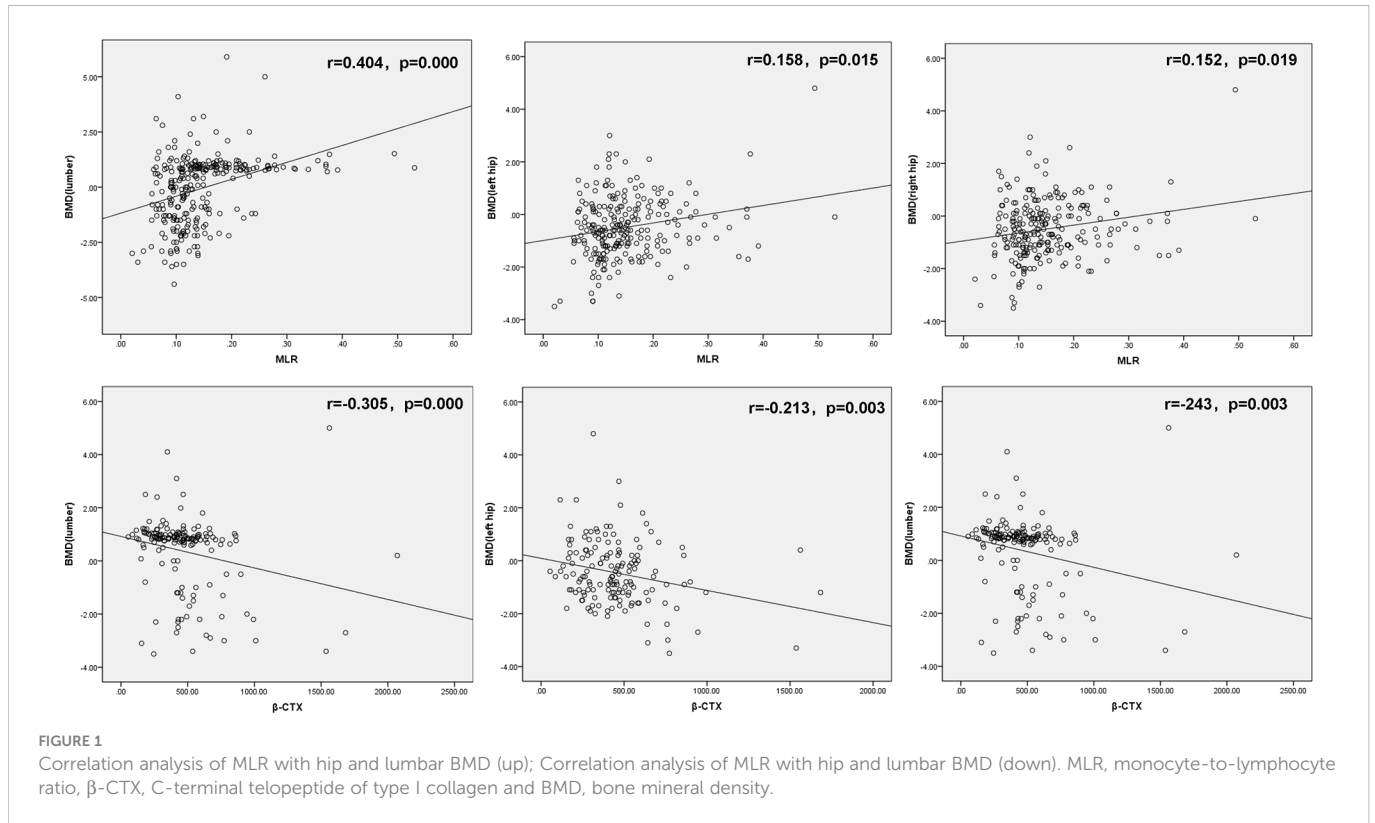 r=0.404, p=0.000
5.00
2.50
.00
-2.50
-5.00
BMD(lumber)
.00 .10 .20 .30 .40 .50 .60
MLR
r=0.158, p=0.015
6.00
4.00
2.00
.00
-2.00
-4.00
BMD(left hip)
.00 .10 .20 .30 .40 .50 .60
MLR
r=0.152, p=0.019
6.00
4.00
2.00
.00
-2.00
-4.00
BMD(right hip)
.00 .10 .20 .30 .40 .50 .60
MLR
r=-0.305, p=0.000
6.00
4.00
2.00
.00
-2.00
-4.00
BMD(lumber)
.00 500.00 1000.00 1500.00 2000.00 2500.00
β-CTX
r=-0.213, p=0.003
6.00
4.00
2.00
.00
-2.00
-4.00
BMD(left hip)
.00 500.00 1000.00 1500.00 2000.00
β-CTX
r=-243, p=0.003
6.00
4.00
2.00
.00
-2.00
-4.00
BMD(lumber)
.00 500.00 1000.00 1500.00 2000.00 2500.00
β-CTX
FIGURE 1
Correlation analysis of MLR with hip and lumbar BMD (up); Correlation analysis of MLR with hip and lumbar BMD (down). MLR, monocyte-to-lymphocyte
ratio, β-CTX, C-terminal telopeptide of type I collagen and BMD, bone mineral density.